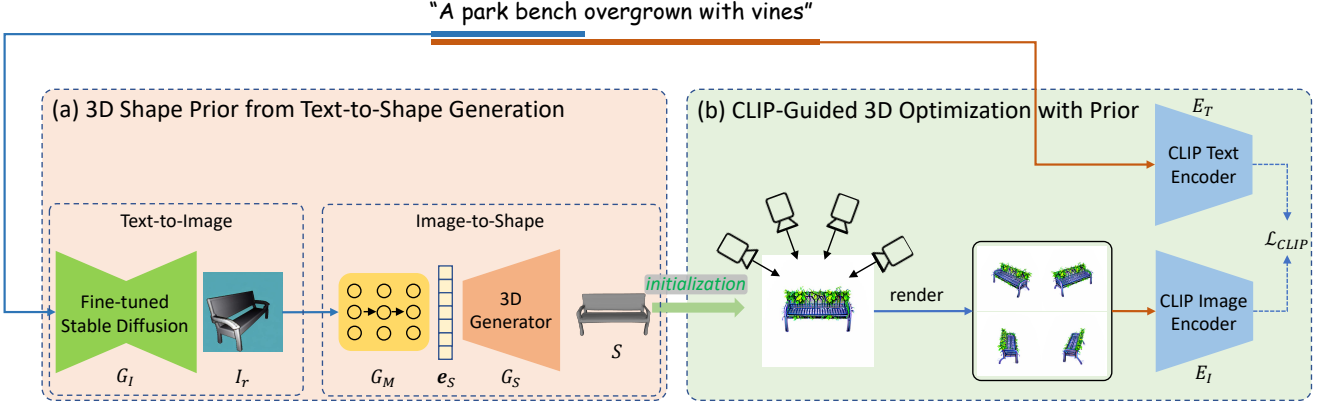 “A park bench overgrown with vines”
(a) 3D Shape Prior from Text-to-Shape Generation
Text-to-Image
Fine-tuned
Stable Diffusion
G_I
I_r
Image-to-Shape
3D
Generator
G_M
e_S
G_S
S
initialization
(b) CLIP-Guided 3D Optimization with Prior
render
E_T
CLIP Text
Encoder
ℒ_CLIP
CLIP Image
Encoder
E_I